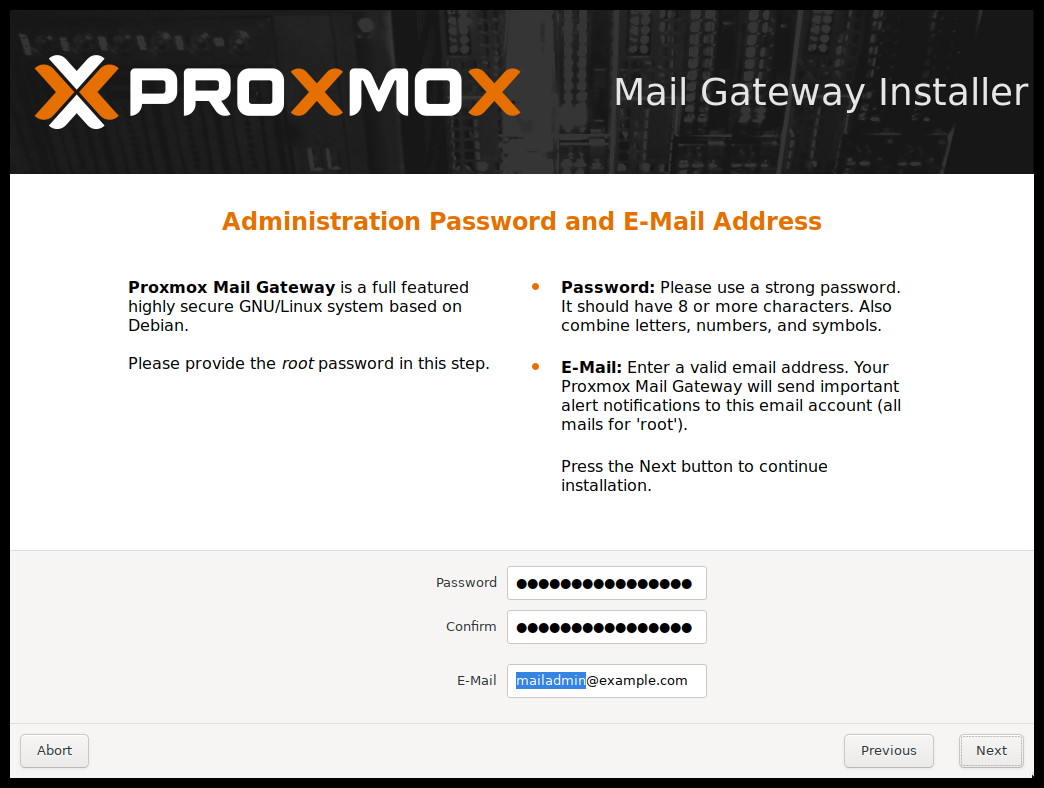 PROXMOX
Mail Gateway Installer
Administration Password and E-Mail Address
Proxmox Mail Gateway is a full featured
highly secure GNU/Linux system based on
Debian.
Please provide the root password in this step.
Password: Please use a strong password.
It should have 8 or more characters. Also
combine letters, numbers, and symbols.
E-Mail: Enter a valid email address. Your
Proxmox Mail Gateway will send important
alert notifications to this email account (all
mails for 'root').
Press the Next button to continue
installation.
Password ●●●●●●●●●●●●●●●●
Confirm ●●●●●●●●●●●●●●●●
E-Mail mailadmin@example.com
Abort Previous Next